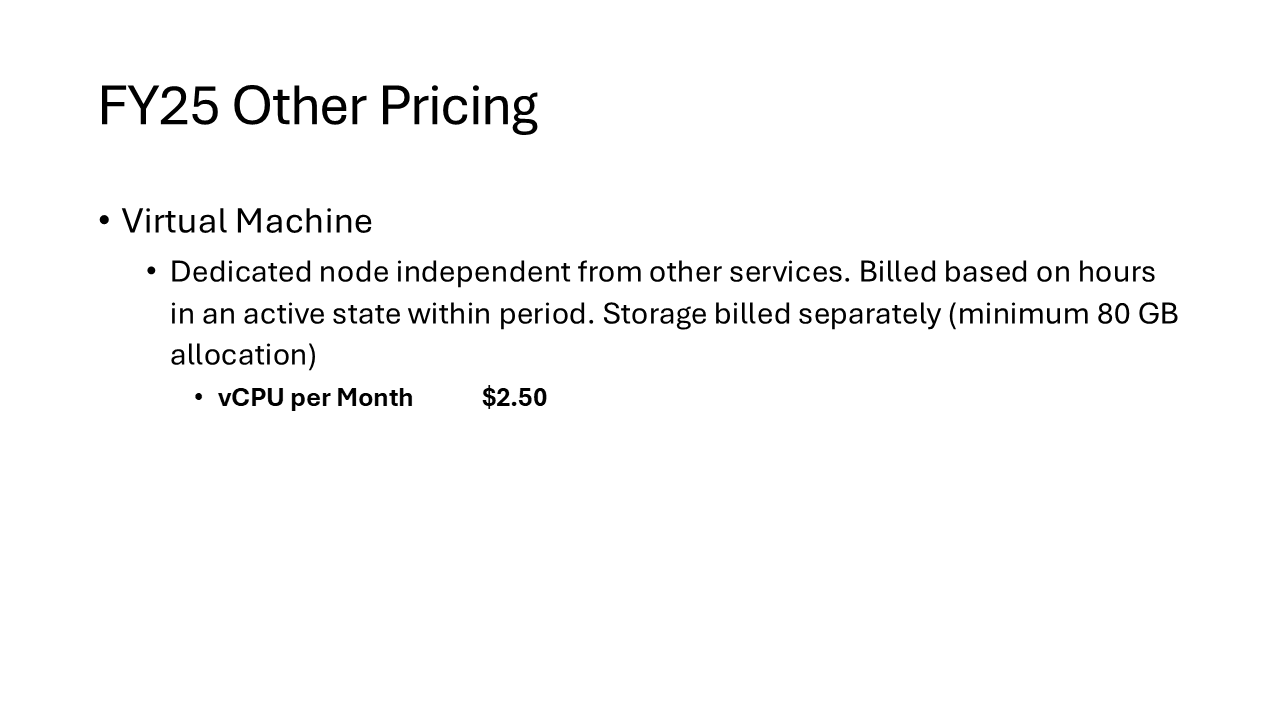 FY25 Other Pricing
• Virtual Machine
• Dedicated node independent from other services. Billed based on hours
in an active state within period. Storage billed separately (minimum 80 GB
allocation)
• vCPU per Month $2.50